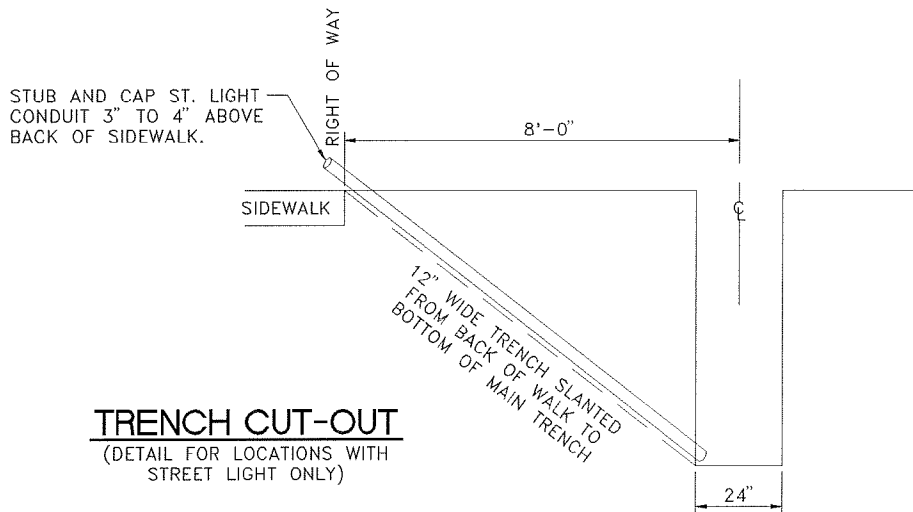 RIGHT OF WAY
STUB AND CAP ST. LIGHT
CONDUIT 3" TO 4" ABOVE
BACK OF SIDEWALK.
8'-0"
SIDEWALK
℄
12" WIDE TRENCH SLANTED
FROM BACK OF WALK TO
BOTTOM OF MAIN TRENCH
TRENCH CUT-OUT
(DETAIL FOR LOCATIONS WITH
STREET LIGHT ONLY)
24"